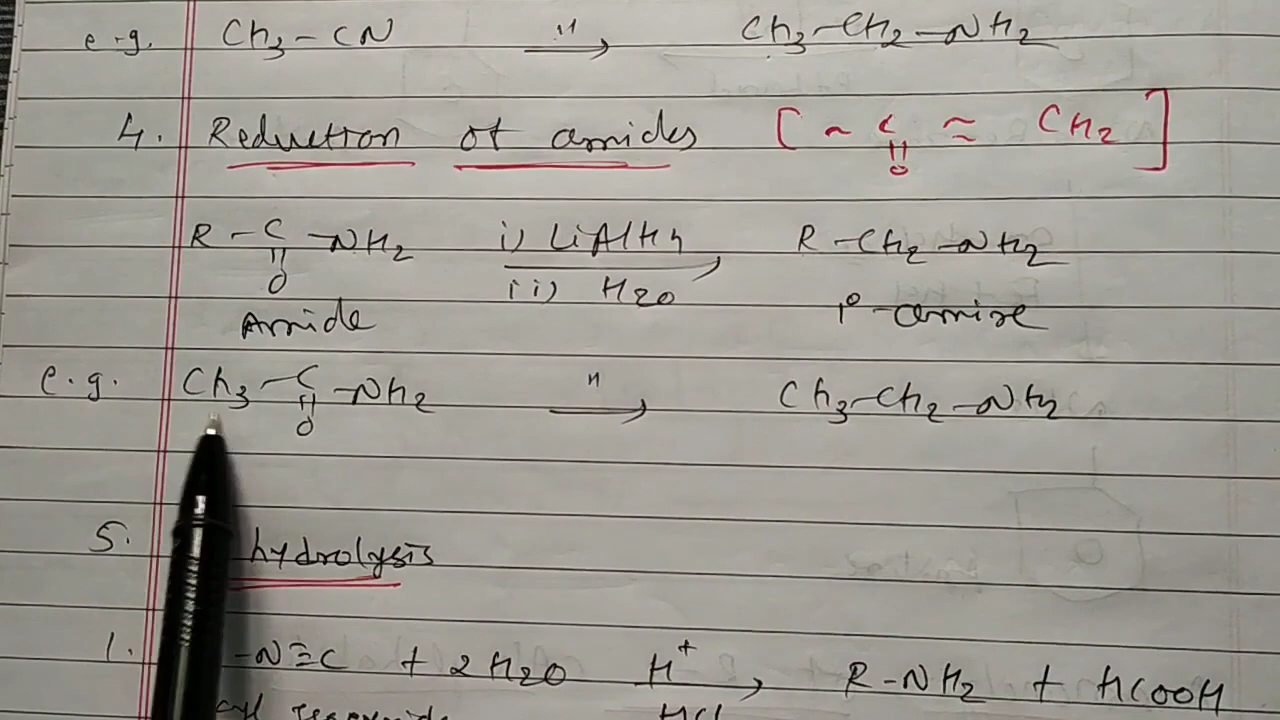 e.g. CH3-CN " → CH3-CH2-NH2
4. Reduction of amides [ ~ C=O ≈ CH2 ]
R-C-NH2 i) LiAlH4 → R-CH2-NH2
O ii) H2O
Amide 1°-amine
e.g. CH3-C-NH2 " → CH3-CH2-NH2
O
5. hydrolysis
1. -N≡C + 2H2O H+ → R-NH2 + HCOOH
HCl